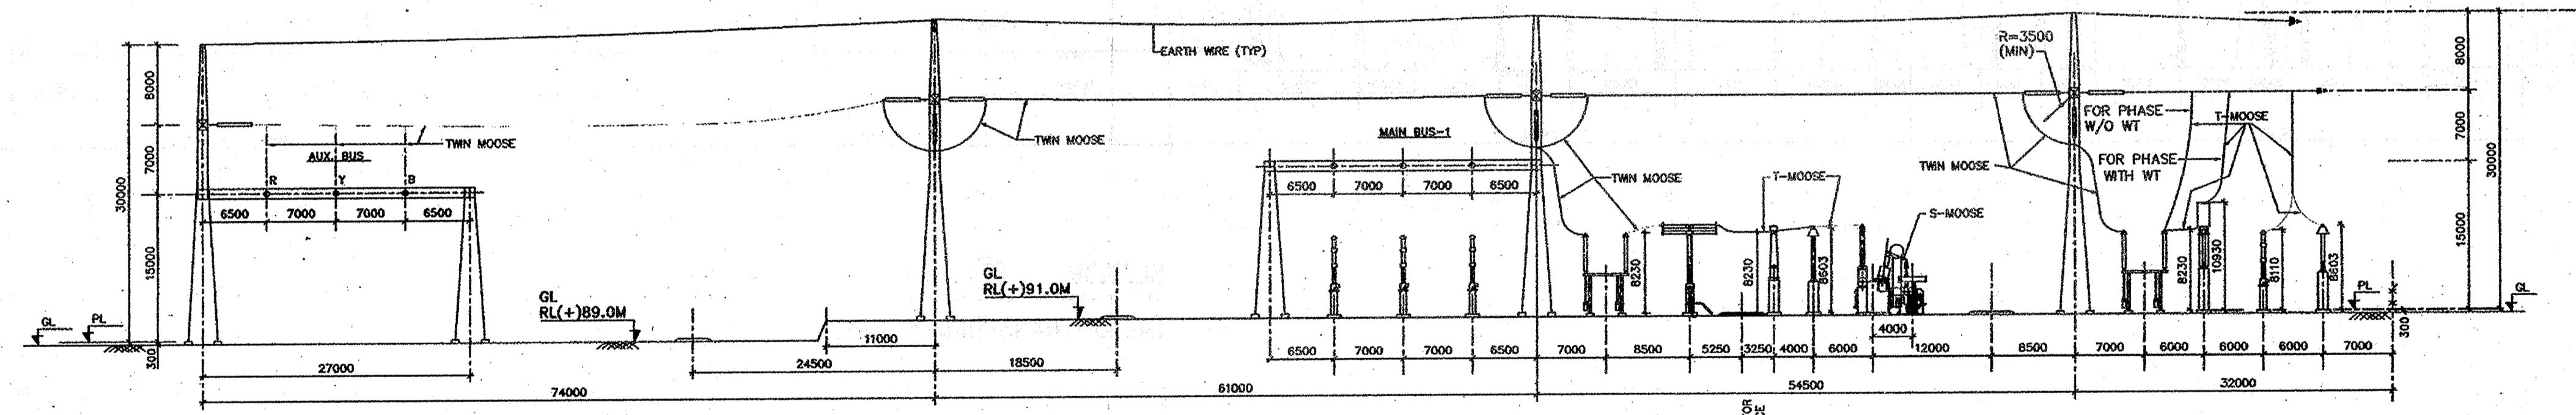 EARTH WIRE (TYP)
R=3500
(MIN)
8000
8000
FOR PHASE
W/O WT
T-MOOSE
TWIN MOOSE
AUX. BUS
R
Y
B
7000
30000
6500
7000
7000
6500
15000
TWIN MOOSE
MAIN BUS-1
6500
7000
7000
6500
TWIN MOOSE
T-MOOSE
S-MOOSE
TWIN MOOSE
FOR PHASE
WITH WT
7000
30000
15000
8230
8230
8603
8230
10930
8110
8603
GL
PL
GL
RL(+)89.0M
GL
RL(+)91.0M
PL
GL
300
300
11000
4000
6500
7000
7000
6500
7000
8500
5250
3250
4000
6000
12000
8500
7000
6000
6000
6000
7000
27000
24500
18500
74000
61000
54500
32000
OR
E